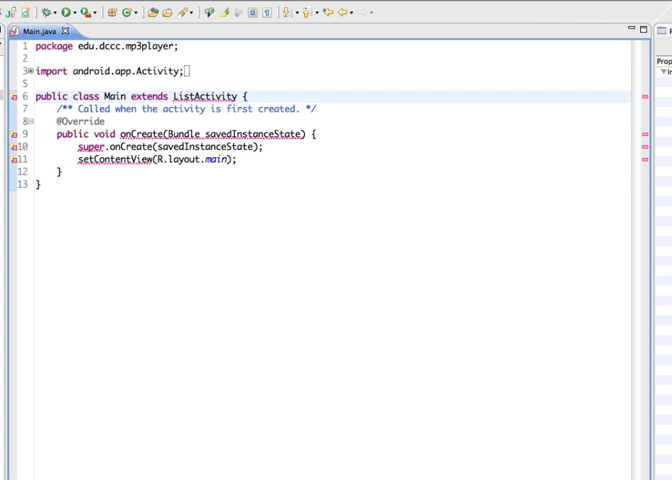 Main.java
1 package edu.dccc.mp3player;
2
3 import android.app.Activity;
5
6 public class Main extends ListActivity {
7 /** Called when the activity is first created. */
8 @Override
9 public void onCreate(Bundle savedInstanceState) {
10 super.onCreate(savedInstanceState);
11 setContentView(R.layout.main);
12 }
13 }
Prop